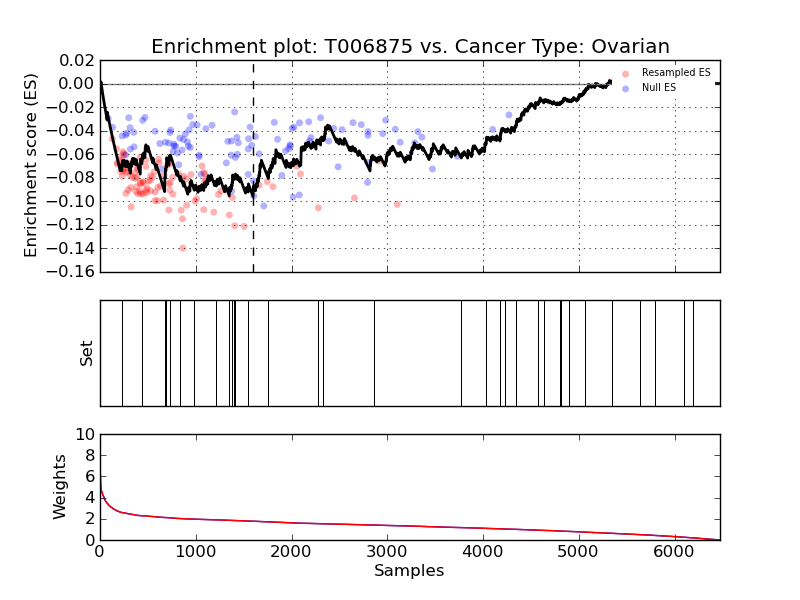 Enrichment plot: T006875 vs. Cancer Type: Ovarian
0.02
0.00
−0.02
−0.04
−0.06
−0.08
−0.10
−0.12
−0.14
−0.16
Enrichment score (ES)
Resampled ES
Null ES
Set
10
8
6
4
2
0
Weights
0 1000 2000 3000 4000 5000 6000
Samples